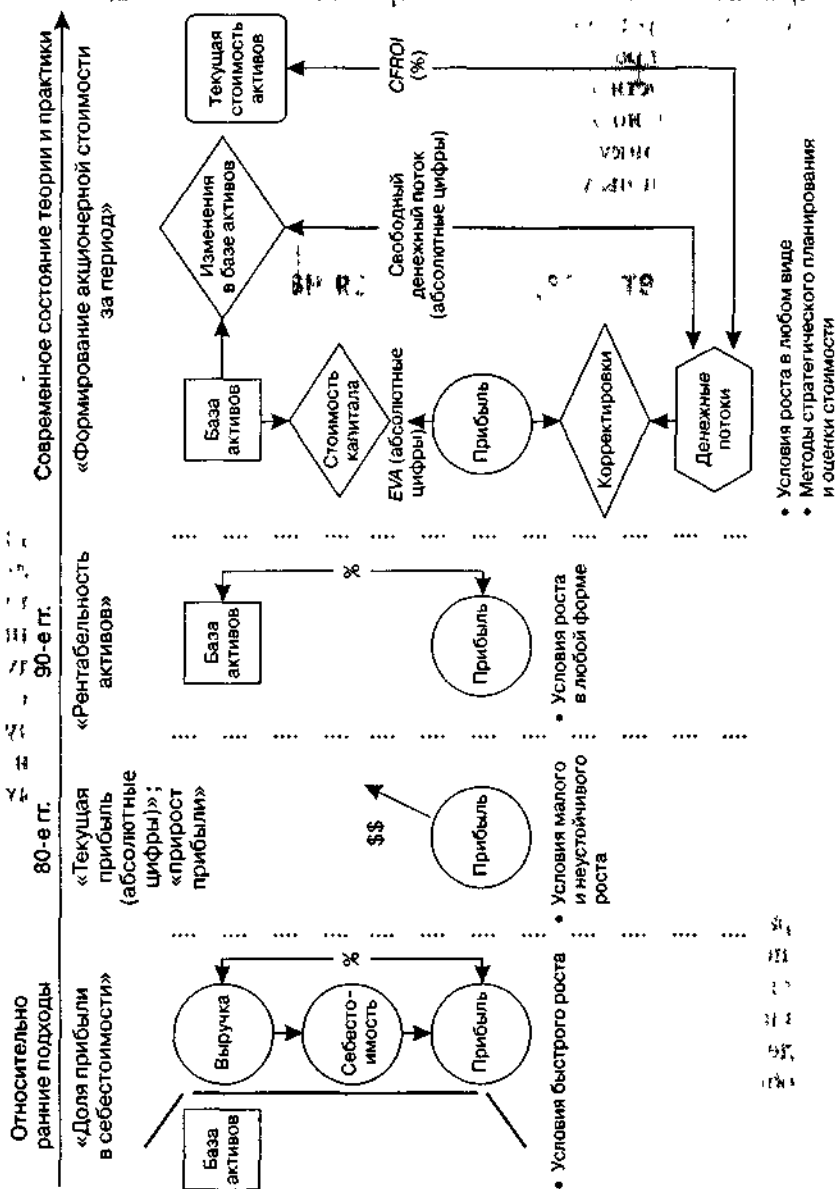 Относительно
ранние подходы
«Доля прибыли
в себестоимости»
База
активов
Выручка
Себесто-
имость
Прибыль
%
• Условия быстрого роста
80-е гг.
«Текущая
прибыль
(абсолютные
цифры)»;
«прирост
прибыли»
$$
Прибыль
• Условия малого
и неустойчивого
роста
90-е гг.
«Рентабельность
активов»
База
активов
%
Прибыль
• Условия роста
в любой форме
Современное состояние теории и практики
«Формирование акционерной стоимости
за период»
База
активов
Изменения
в базе активов
Текущая
стоимость
активов
Стоимость
капитала
EVA (абсолютные
цифры)
Прибыль
Свободный
денежный поток
(абсолютные цифры)
CFROI
(%)
Корректировки
Денежные
потоки
• Условия роста в любом виде
• Методы стратегического планирования
и оценки стоимости